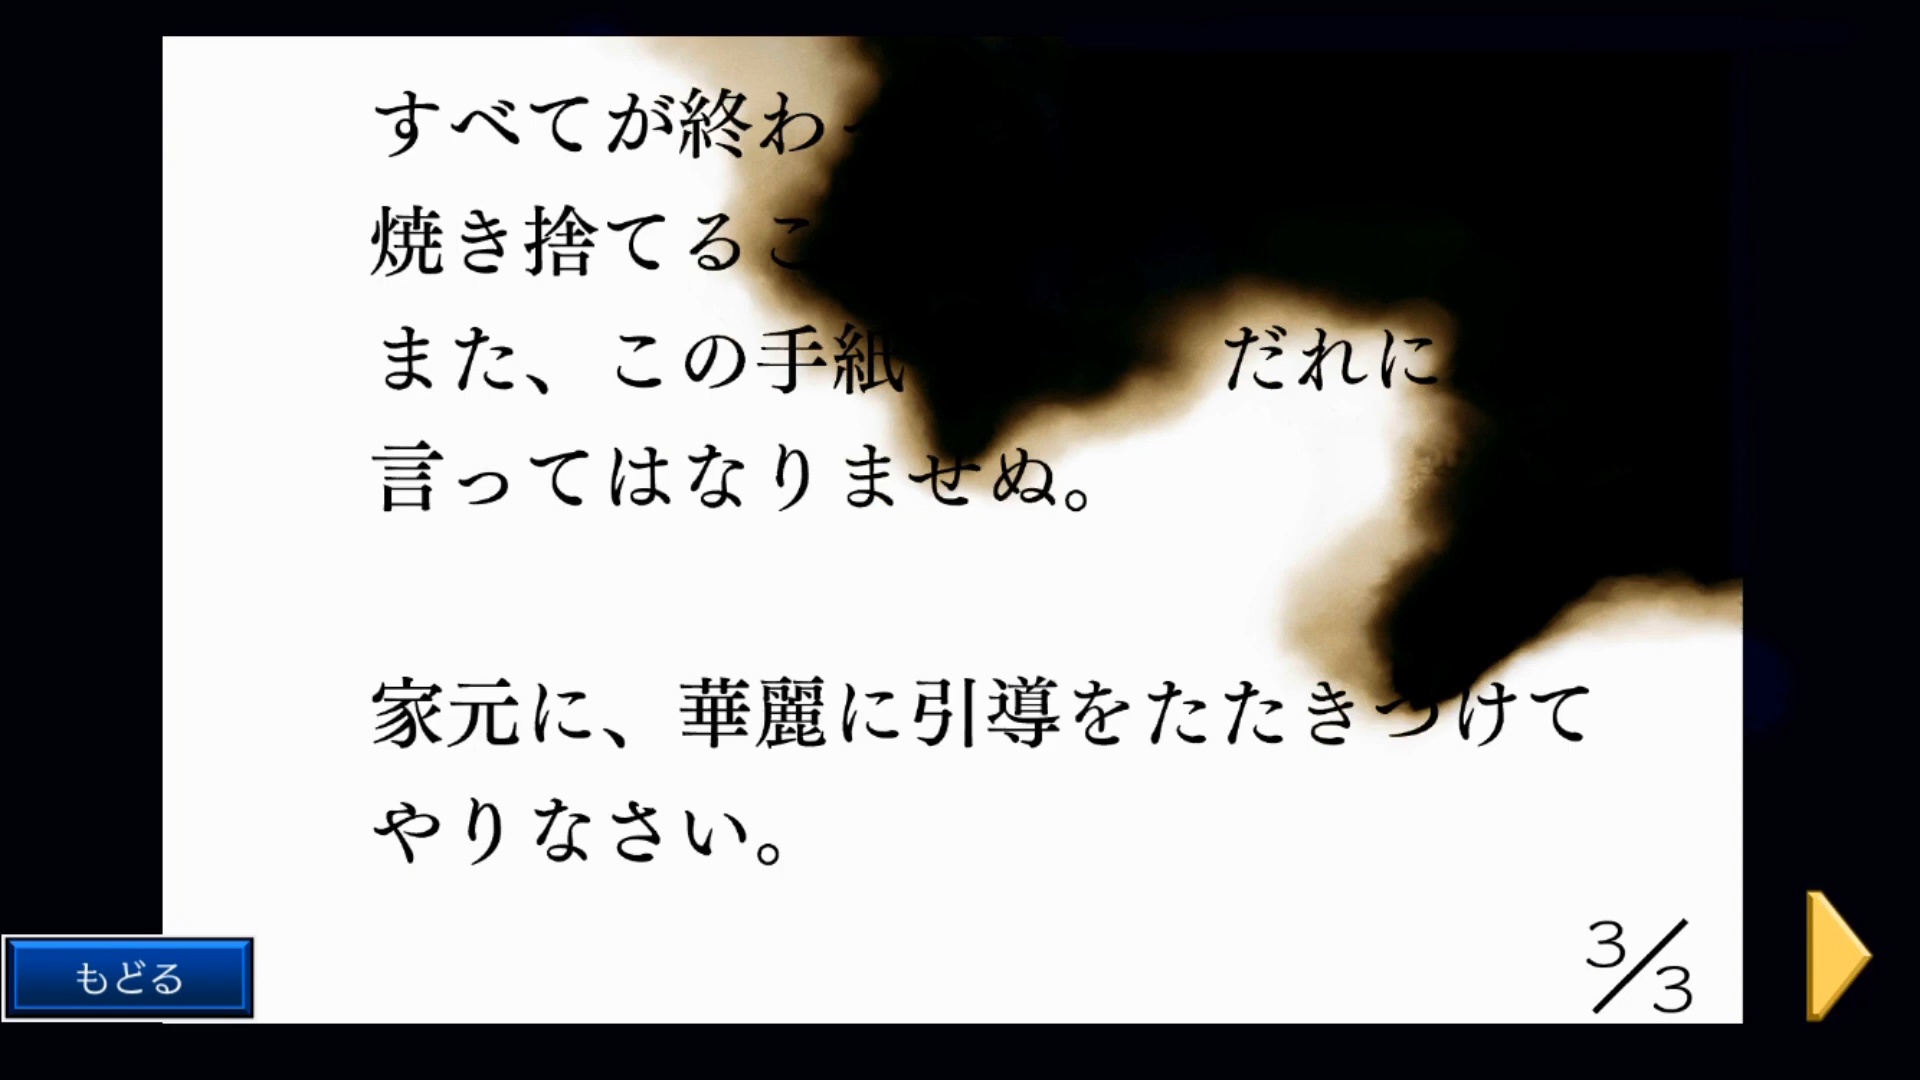 すべてが終わ
焼き捨てるこ
また、この手紙 だれに
言ってはなりませぬ。
家元に、華麗に引導をたたきつけて
やりなさい。
3/3
もどる